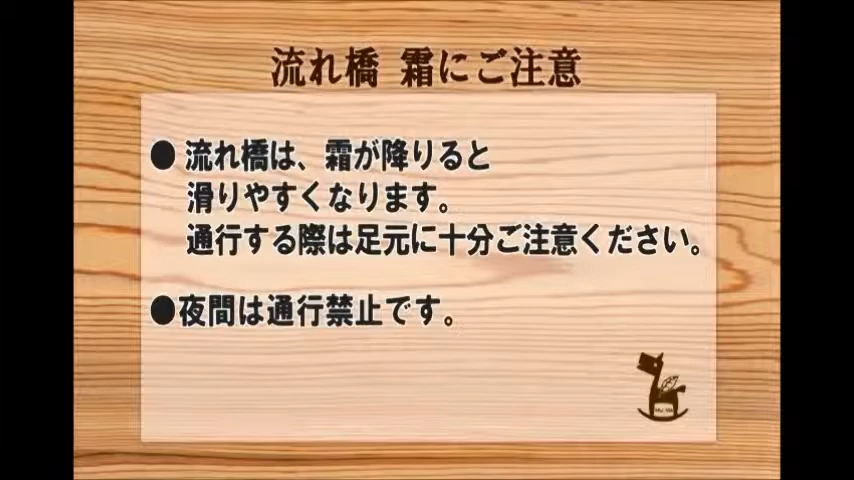 流れ橋 霜にご注意
● 流れ橋は、霜が降りると
滑りやすくなります。
通行する際は足元に十分ご注意ください。
●夜間は通行禁止です。